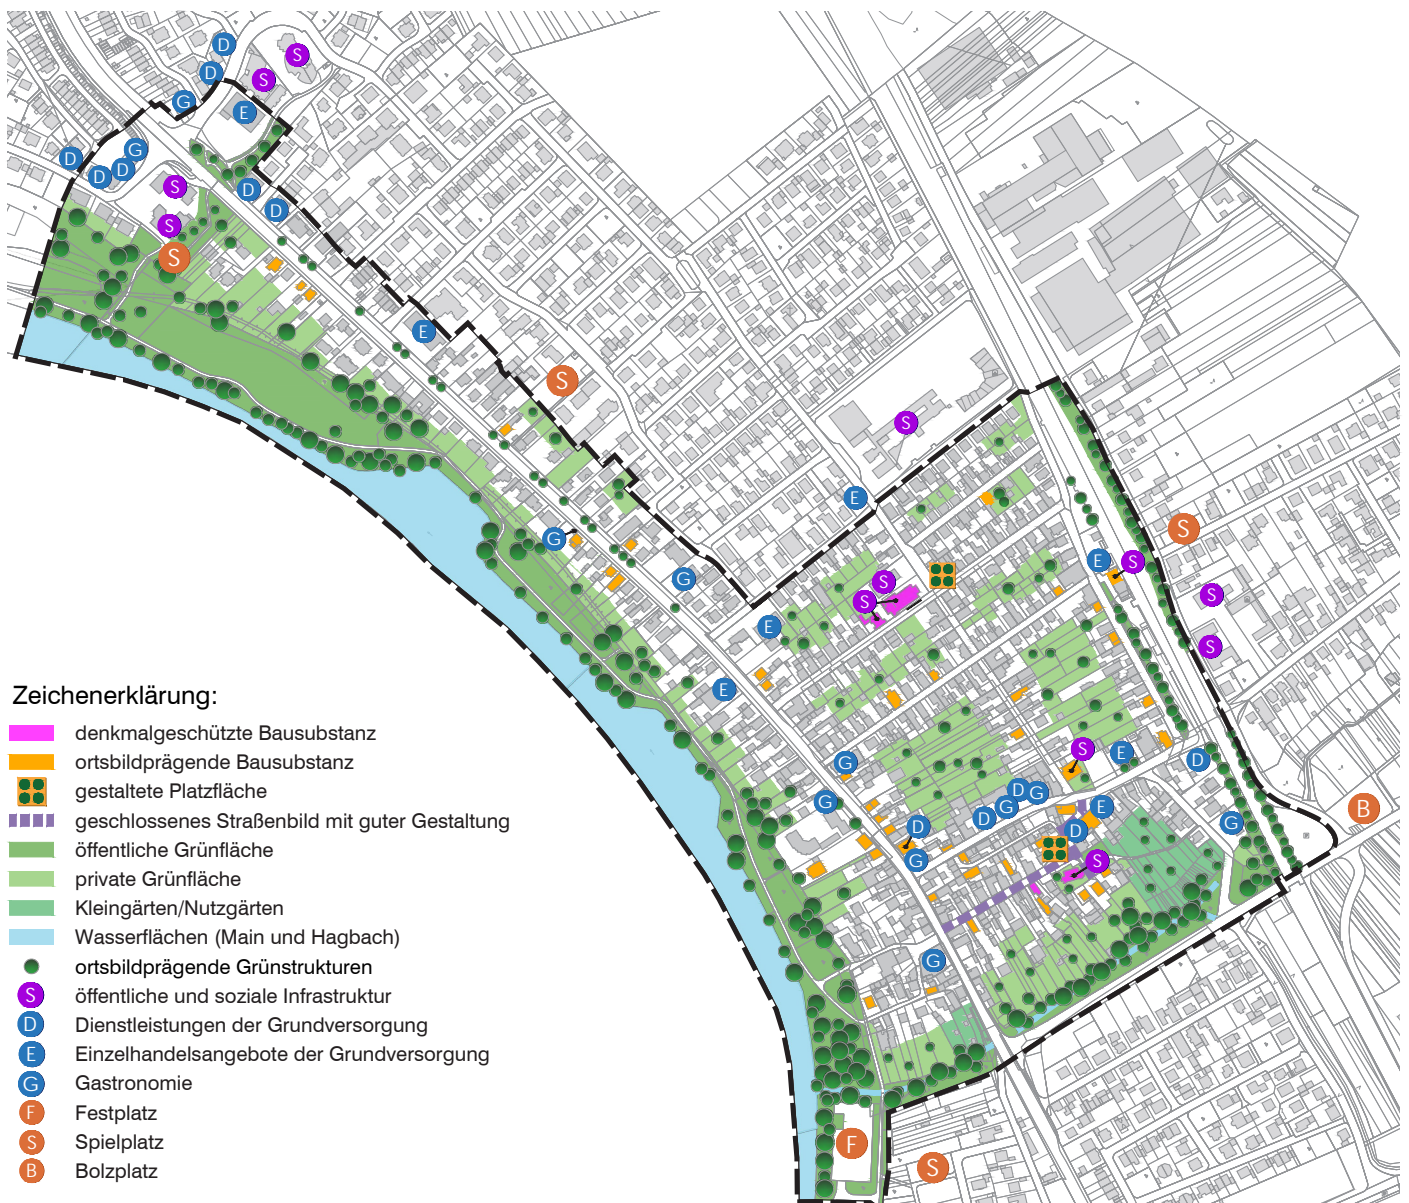 D
D
S
S
G
E
D
G
D
D
S
D
D
S
S
E
S
S
E
G
G
S
E
S
S
E
S
S
S
E
S
E
G
G
S
E
D
D
G
D
G
E
D
D
G
S
G
B
G
F
S
Zeichenerklärung:
denkmalgeschützte Bausubstanz
ortsbildprägende Bausubstanz
gestaltete Platzfläche
geschlossenes Straßenbild mit guter Gestaltung
öffentliche Grünfläche
private Grünfläche
Kleingärten/Nutzgärten
Wasserflächen (Main und Hagbach)
ortsbildprägende Grünstrukturen
S öffentliche und soziale Infrastruktur
D Dienstleistungen der Grundversorgung
E Einzelhandelsangebote der Grundversorgung
G Gastronomie
F Festplatz
S Spielplatz
B Bolzplatz